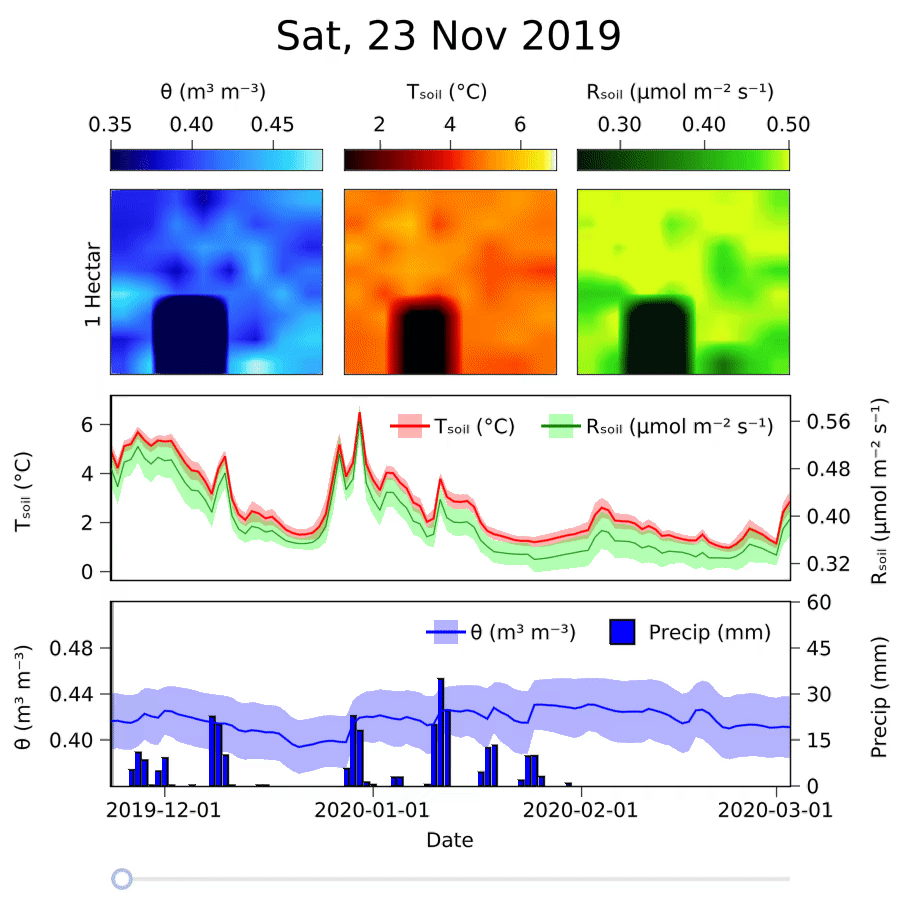 Sat, 23 Nov 2019
θ (m³ m⁻³) Tₛₒᵢₗ (°C) Rₛₒᵢₗ (μmol m⁻² s⁻¹)
0.35 0.40 0.45 2 4 6 0.30 0.40 0.50
1 Hectar
Tₛₒᵢₗ (°C)
6
4
2
0
Tₛₒᵢₗ (°C) Rₛₒᵢₗ (μmol m⁻² s⁻¹)
0.56
0.48
0.40
0.32
Rₛₒᵢₗ (μmol m⁻² s⁻¹)
θ (m³ m⁻³)
0.48
0.44
0.40
θ (m³ m⁻³) Precip (mm)
60
45
30
15
0
Precip (mm)
2019-12-01 2020-01-01 2020-02-01 2020-03-01
Date